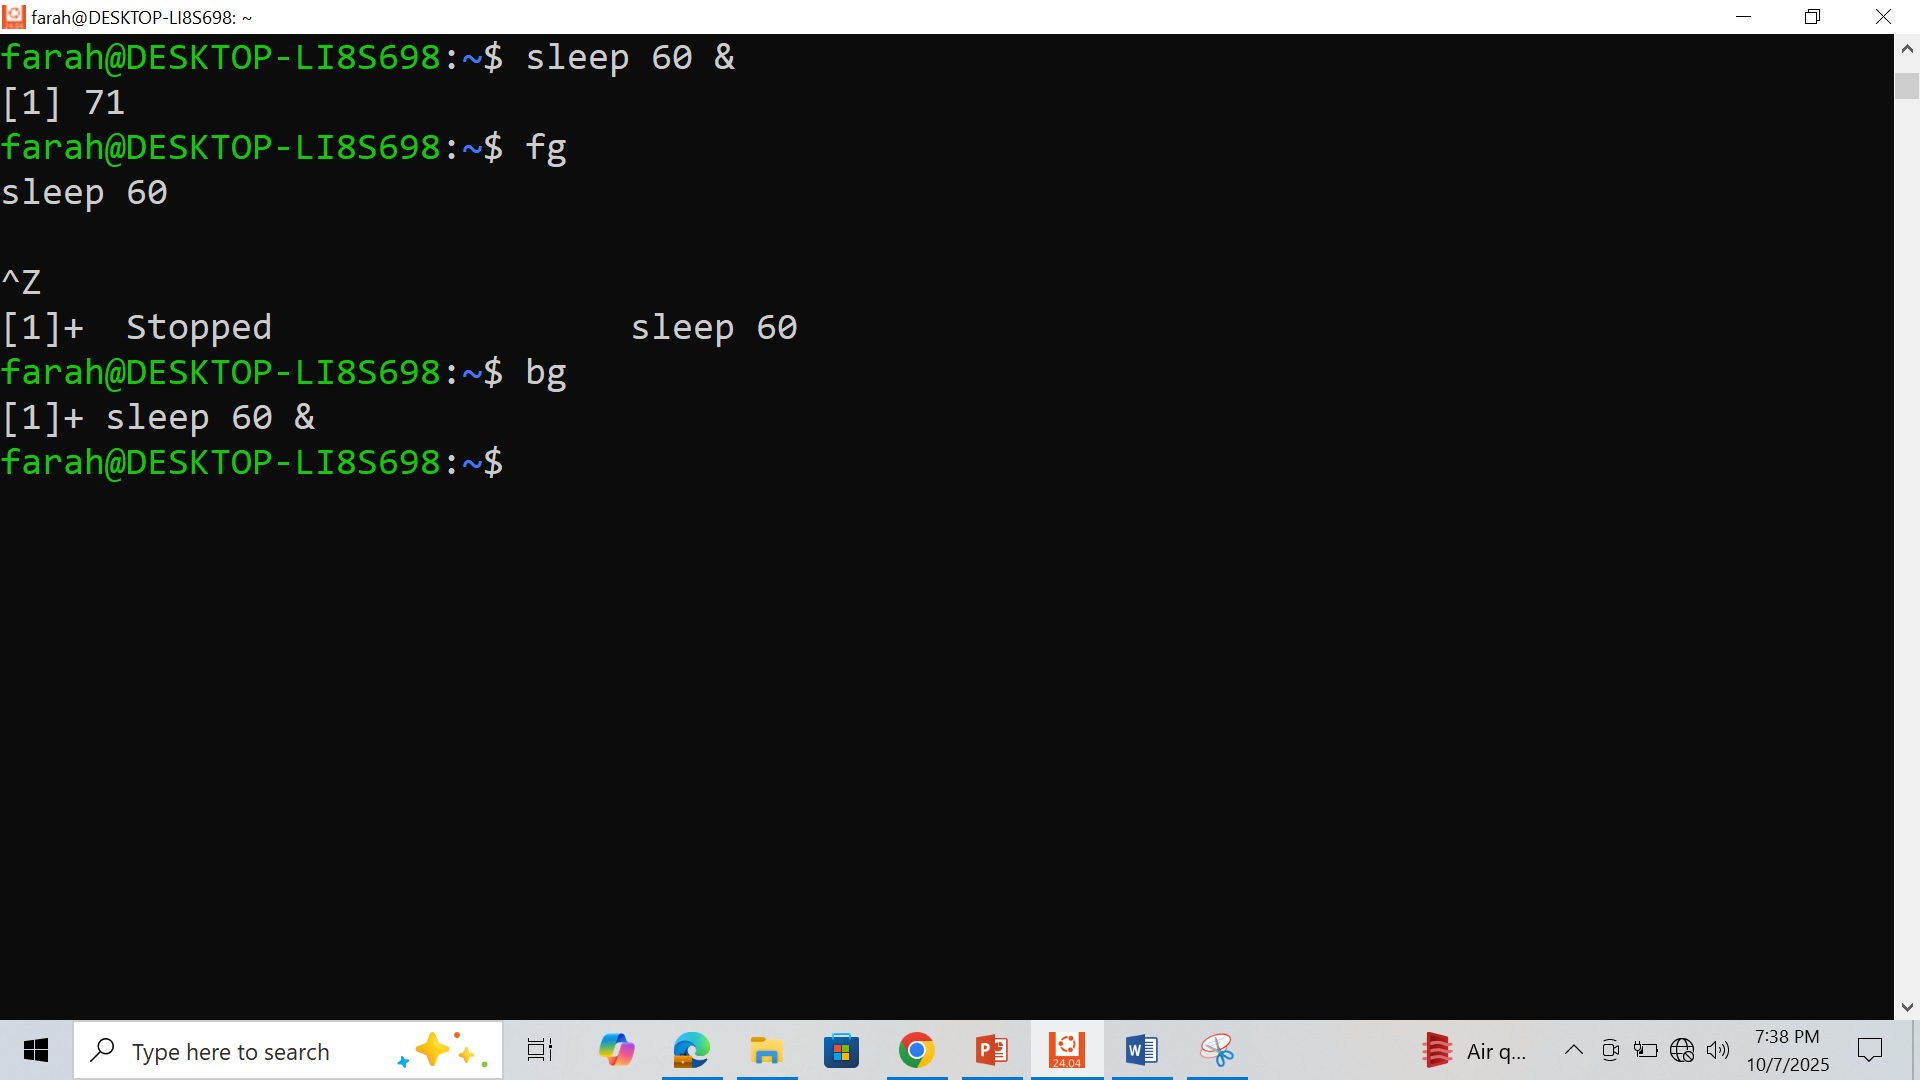 farah@DESKTOP-LI8S698: ~
farah@DESKTOP-LI8S698:~$ sleep 60 &
[1] 71
farah@DESKTOP-LI8S698:~$ fg
sleep 60
^Z
[1]+  Stopped                 sleep 60
farah@DESKTOP-LI8S698:~$ bg
[1]+ sleep 60 &
farah@DESKTOP-LI8S698:~$
Type here to search
24.04
Air q...
7:38 PM
10/7/2025